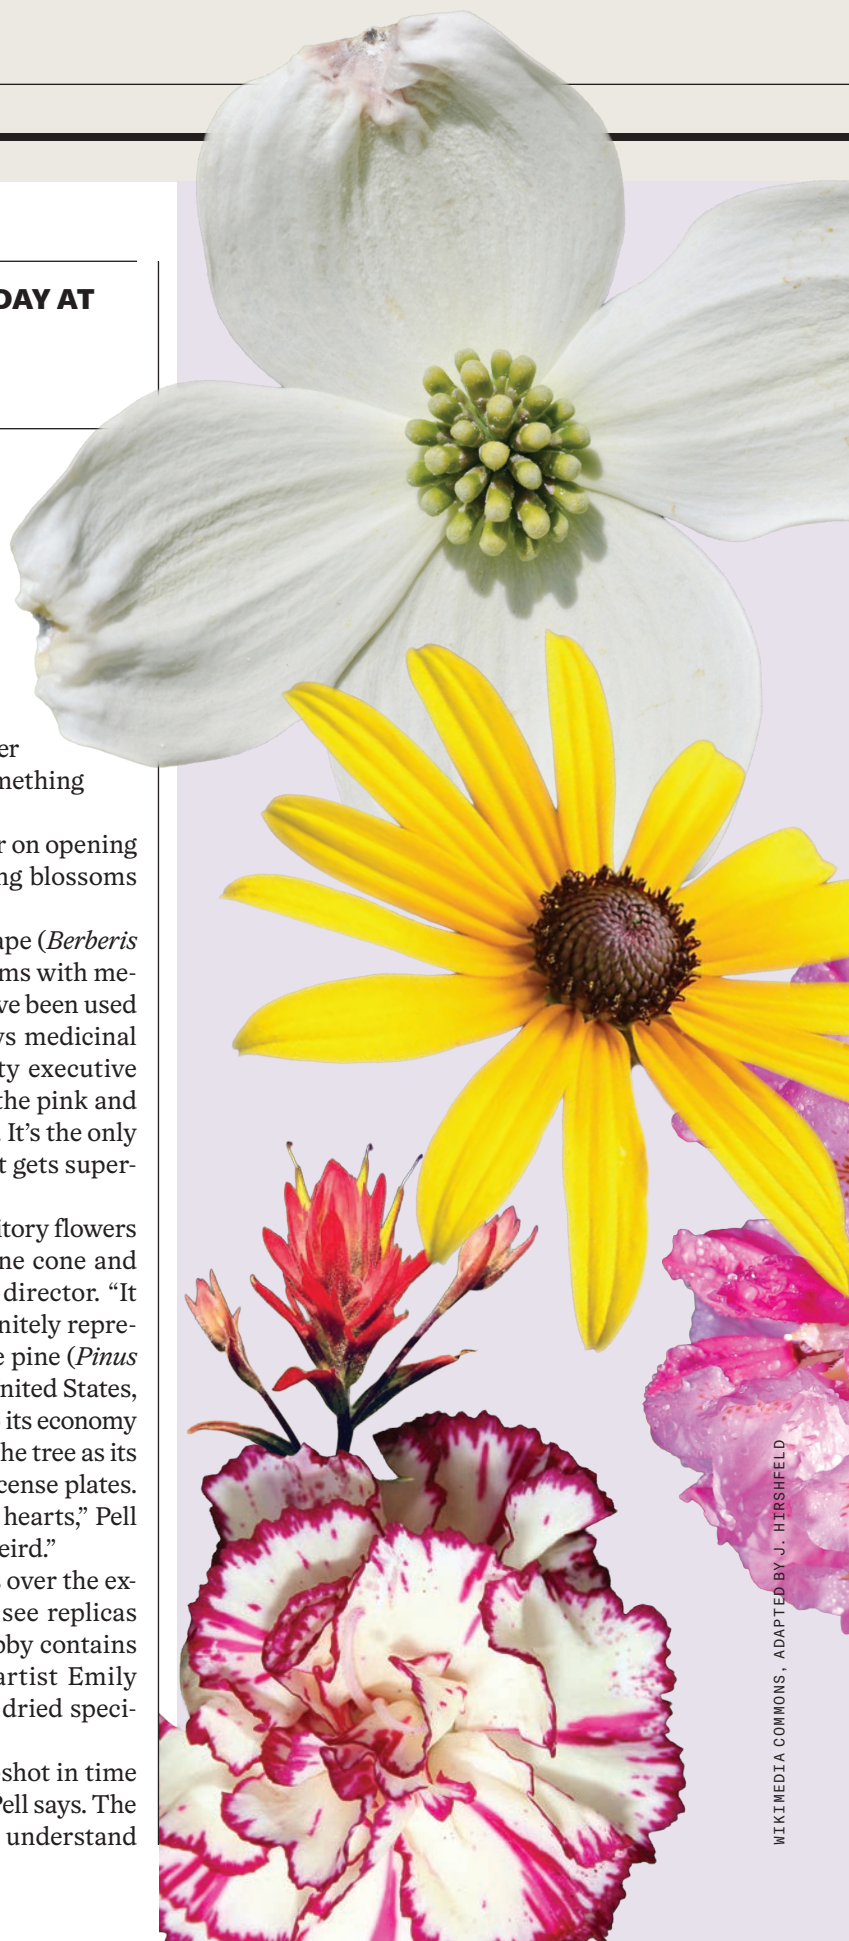 DAY AT
er
mething
r on opening
ng blossoms
ape (Berberis
ms with me-
ve been used
ys medicinal
ty executive
the pink and
It’s the only
t gets super-
itory flowers
ne cone and
director. “It
nitely repre-
e pine (Pinus
nited States,
its economy
he tree as its
cense plates.
hearts,” Pell
eird.”
over the ex-
see replicas
bby contains
artist Emily
dried speci-
shot in time
Pell says. The
understand
WIKIMEDIA COMMONS, ADAPTED BY J. HIRSHFELD